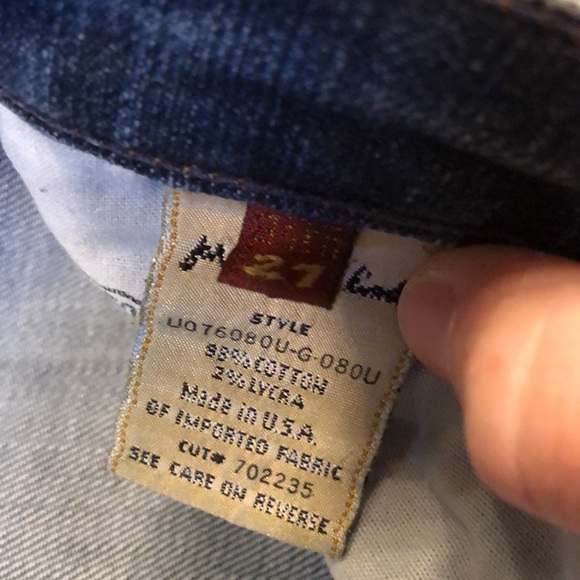 21
STYLE
U076080U-G-080U
98% COTTON
2% LYCRA
Made in U.S.A.
OF IMPORTED FABRIC
CUT# 702235
SEE CARE ON REVERSE